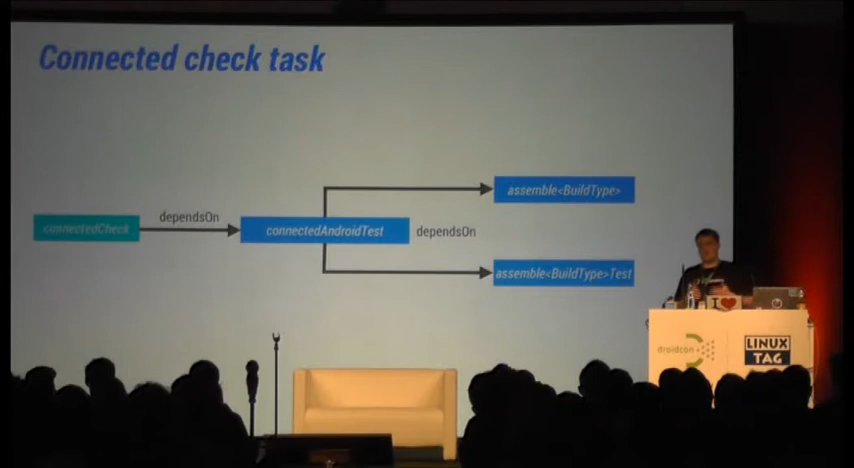 Connected check task
assemble<BuildType>
connectedCheck
dependsOn
connectedAndroidTest
dependsOn
assemble<BuildType>Test
I
droidcon
LINUX
TAG